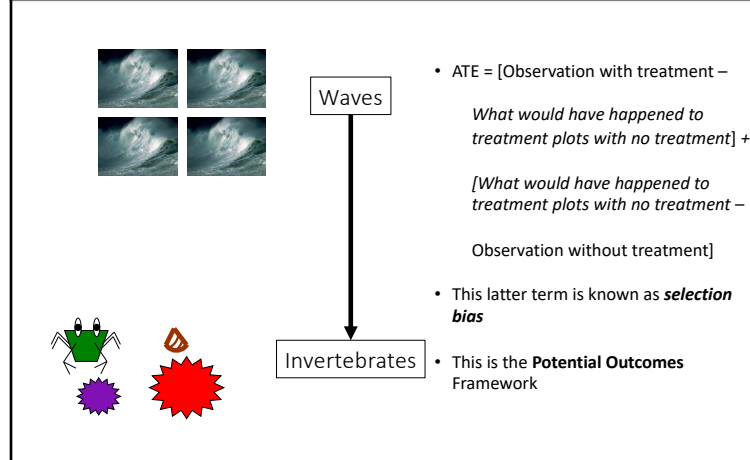 Waves
Invertebrates
• ATE = [Observation with treatment –
What would have happened to
treatment plots with no treatment] +
[What would have happened to
treatment plots with no treatment –
Observation without treatment]
• This latter term is known as selection
bias
• This is the Potential Outcomes
Framework